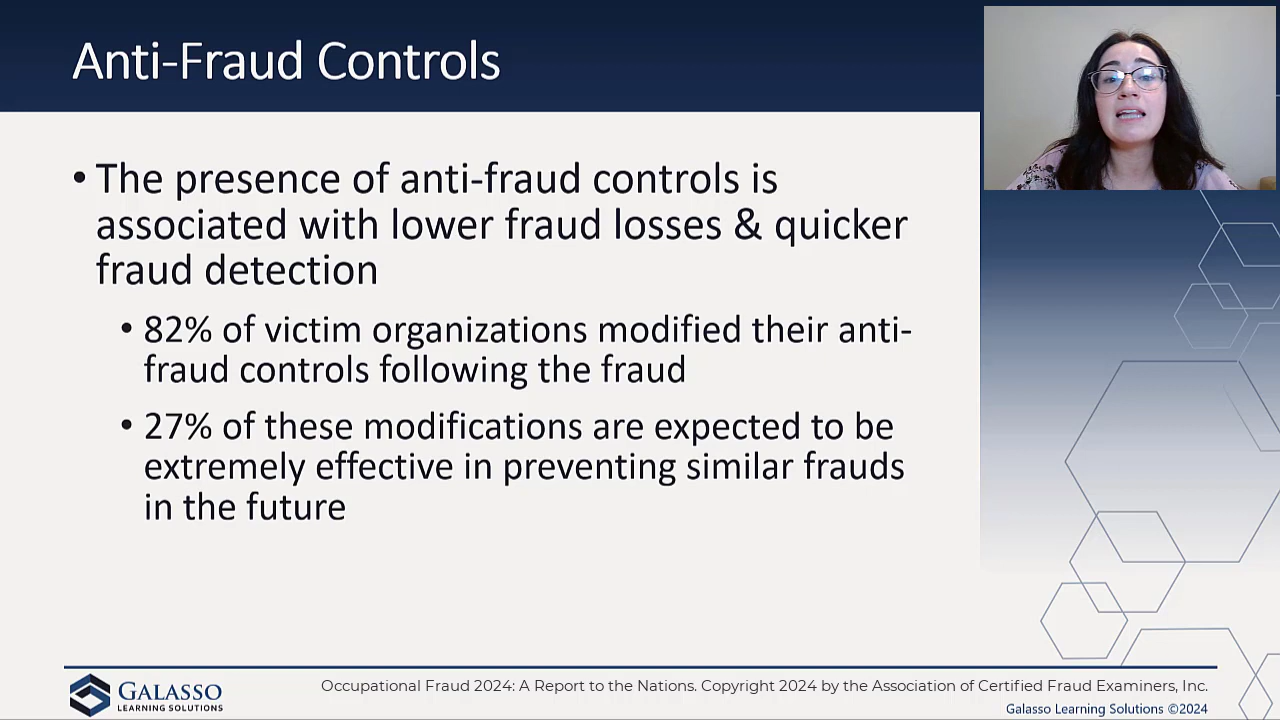 Anti-Fraud Controls
• The presence of anti-fraud controls is
associated with lower fraud losses & quicker
fraud detection
• 82% of victim organizations modified their anti-
fraud controls following the fraud
• 27% of these modifications are expected to be
extremely effective in preventing similar frauds
in the future
GALASSO
LEARNING SOLUTIONS
Occupational Fraud 2024: A Report to the Nations. Copyright 2024 by the Association of Certified Fraud Examiners, Inc.
Galasso Learning Solutions ©2024